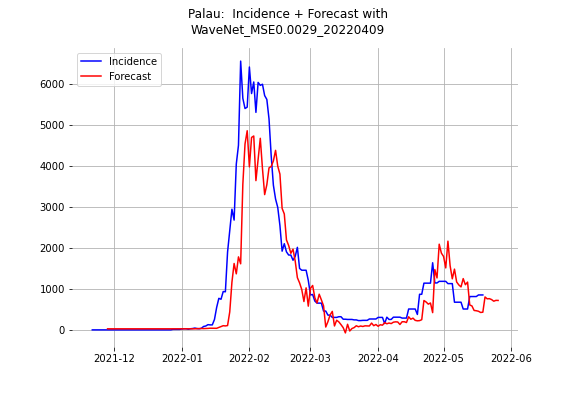 Palau:  Incidence + Forecast with
WaveNet_MSE0.0029_20220409
Incidence
Forecast
6000
5000
4000
3000
2000
1000
0
2021-12 2022-01 2022-02 2022-03 2022-04 2022-05 2022-06